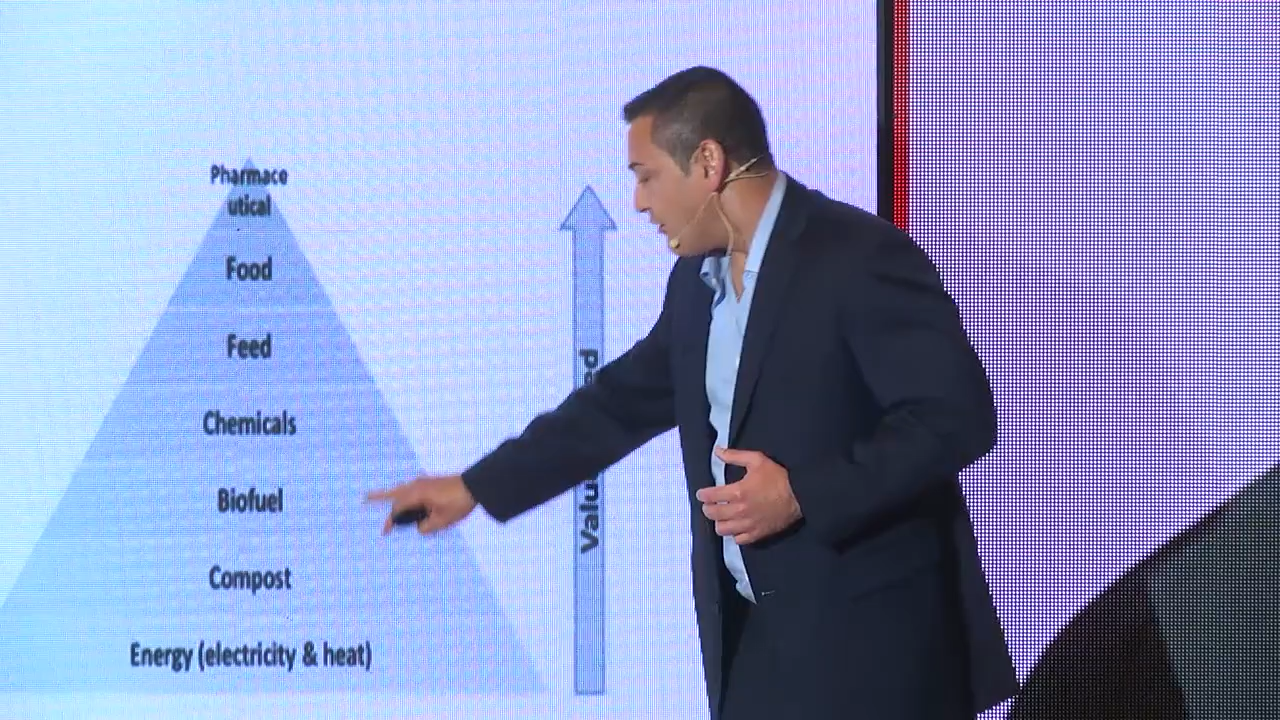 Pharmace
utical
Food
Feed
Chemicals
Biofuel
Compost
Energy (electricity & heat)